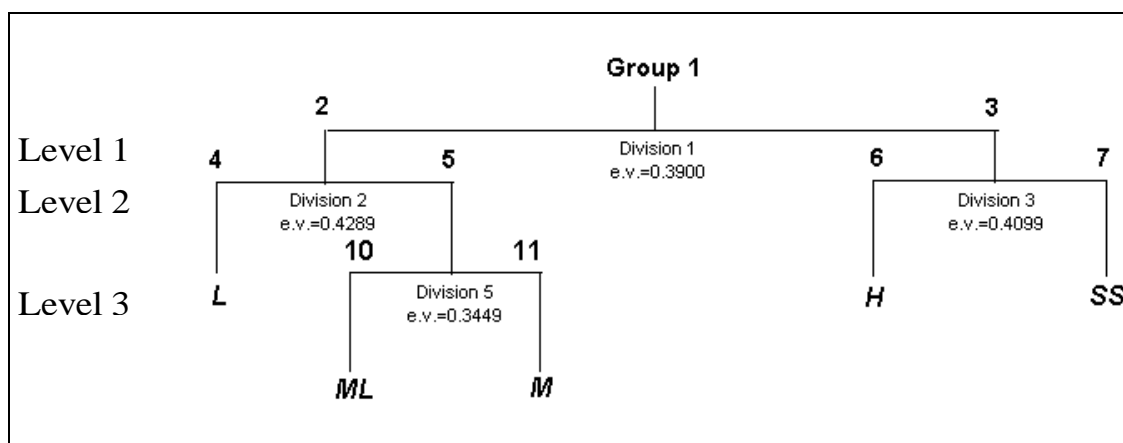 Group 1
2 3
Level 1
Division 1
e.v.=0.3900
4 5 6 7
Level 2
Division 2
e.v.=0.4289
Division 3
e.v.=0.4099
10 11
Level 3
L
Division 5
e.v.=0.3449
H
SS
ML
M